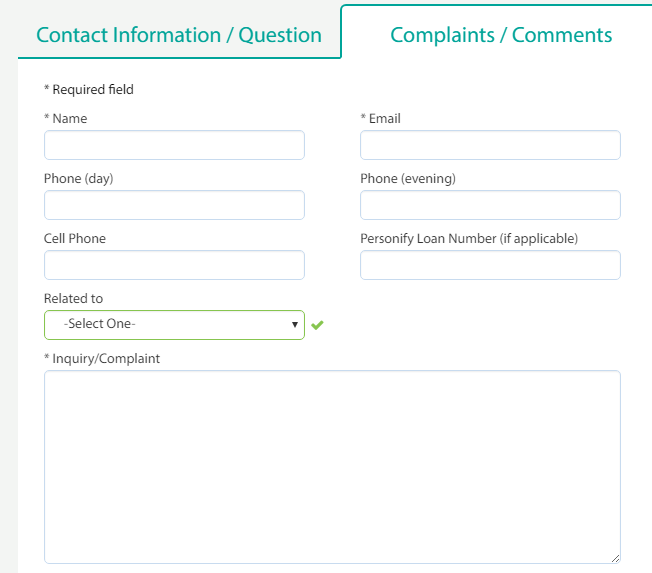 Contact Information / Question
Complaints / Comments
* Required field
* Name
* Email
Phone (day)
Phone (evening)
Cell Phone
Personify Loan Number (if applicable)
Related to
-Select One-
* Inquiry/Complaint